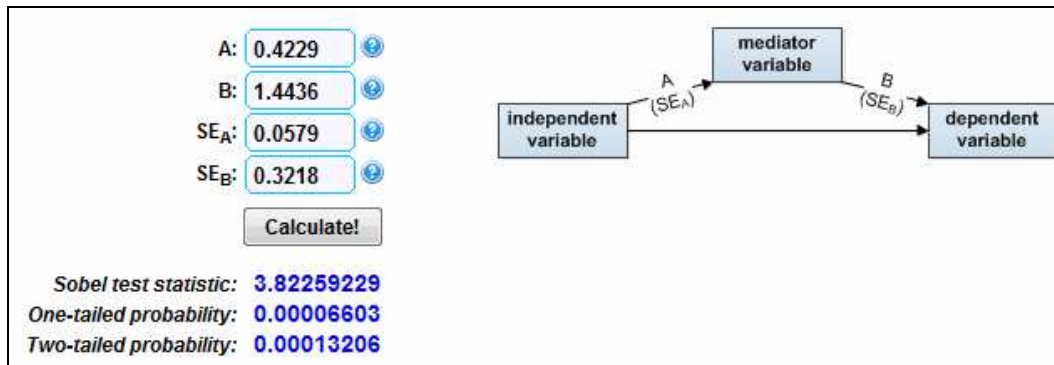 A: 0.4229
B: 1.4436
SEA: 0.0579
SEB: 0.3218
Calculate!
Sobel test statistic: 3.82259229
One-tailed probability: 0.00006603
Two-tailed probability: 0.00013206
mediator
variable
A
(SEA)
B
(SEB)
independent
variable
dependent
variable